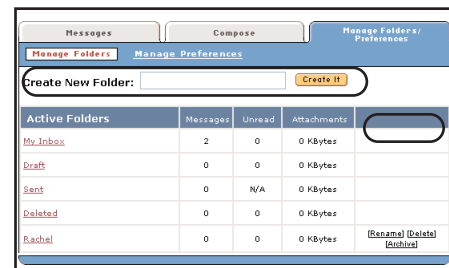 Messages Compose Manage Folders/
Preferences
Manage Folders Manage Preferences
Create New Folder: Create It
Active Folders Messages Unread Attachments
My Inbox 2 0 0 KBytes
Draft 0 0 0 KBytes
Sent 0 N/A 0 KBytes
Deleted 0 0 0 KBytes
Rachel 0 0 0 KBytes [Rename] [Delete]
[Archive]